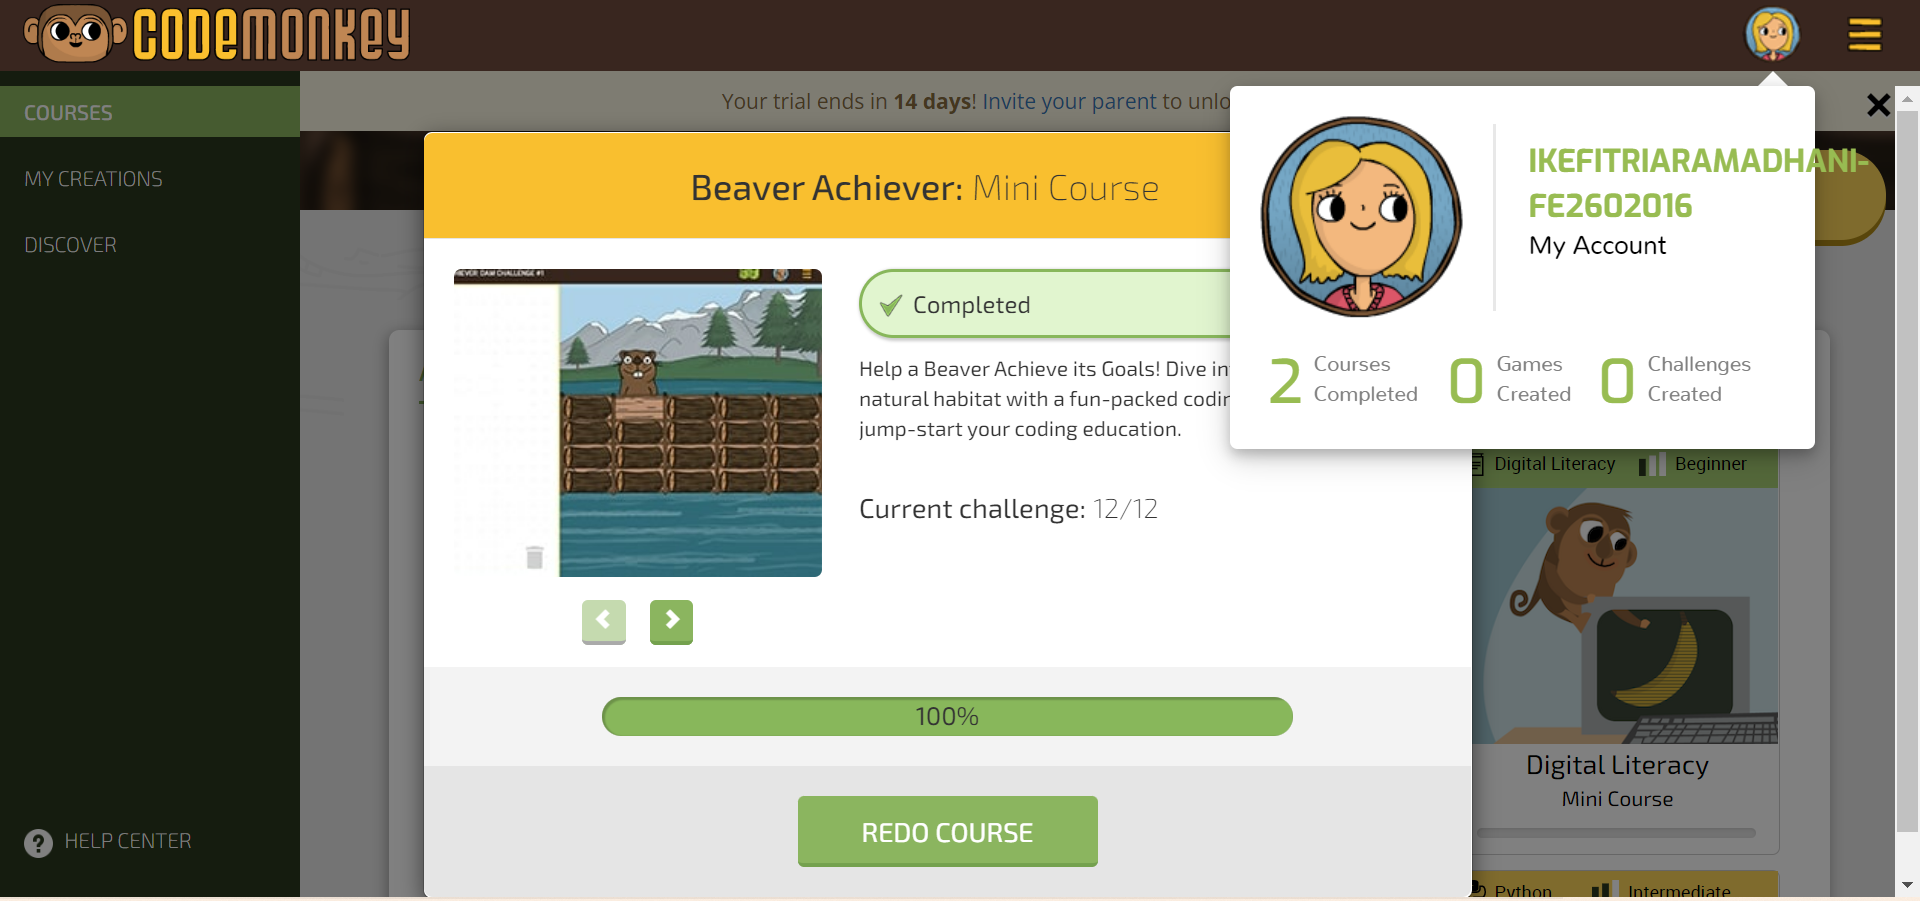 CODEMONKEY
COURSES
MY CREATIONS
DISCOVER
HELP CENTER
Your trial ends in 14 days! Invite your parent to unlo
Beaver Achiever: Mini Course
DAM CHALLENGE #1
Completed
Help a Beaver Achieve its Goals! Dive in
natural habitat with a fun-packed codin
jump-start your coding education.
Current challenge: 12/12
100%
REDO COURSE
IKEFITRIARAMADHANI-
FE2602016
My Account
2 Courses Completed
0 Games Created
0 Challenges Created
Digital Literacy Beginner
Digital Literacy
Mini Course
Python Intermediate